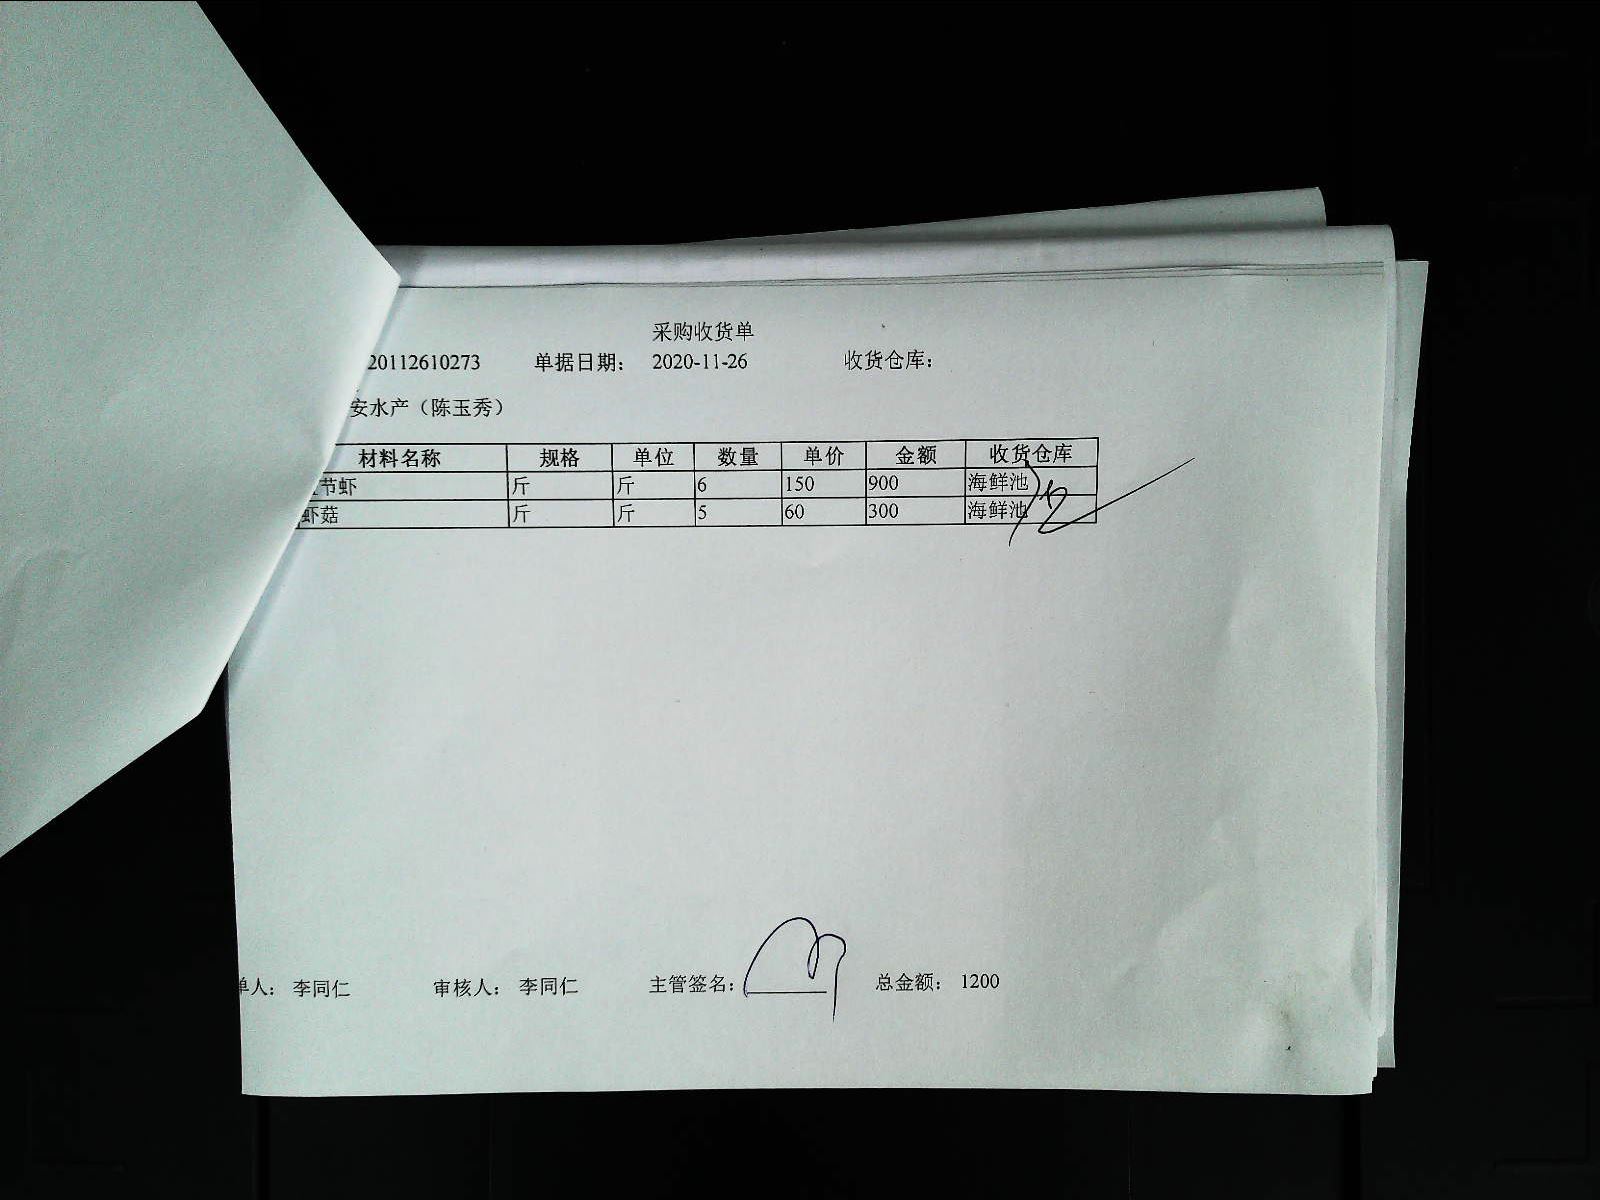 采购收货单
20112610273 单据日期： 2020-11-26 收货仓库：
安水产（陈玉秀）
材料名称 规格 单位 数量 单价 金额 收货仓库
节虾 斤 斤 6 150 900 海鲜池
虾菇 斤 斤 5 60 300 海鲜池
单人： 李同仁 审核人： 李同仁 主管签名： 总金额： 1200